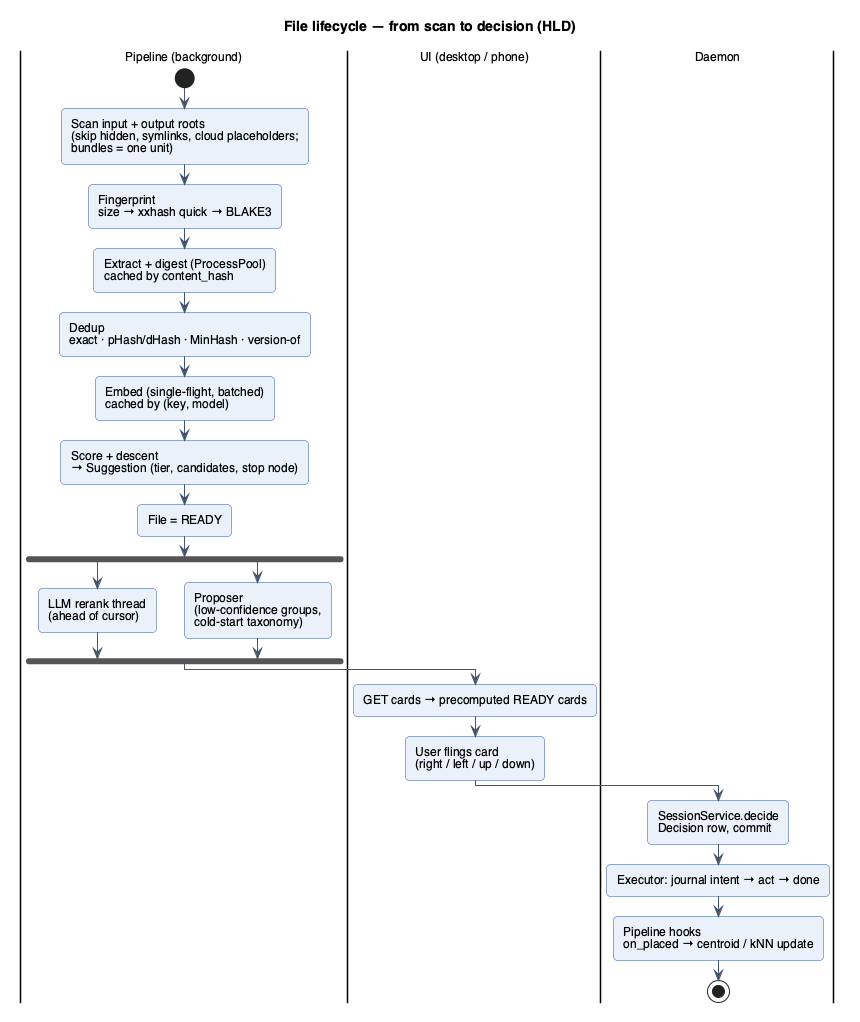 File lifecycle — from scan to decision (HLD)
Pipeline (background)
UI (desktop / phone)
Daemon
Scan input + output roots
(skip hidden, symlinks, cloud placeholders;
bundles = one unit)
Fingerprint
size → xxhash quick → BLAKE3
Extract + digest (ProcessPool)
cached by content_hash
Dedup
exact · pHash/dHash · MinHash · version-of
Embed (single-flight, batched)
cached by (key, model)
Score + descent
→ Suggestion (tier, candidates, stop node)
File = READY
LLM rerank thread
(ahead of cursor)
Proposer
(low-confidence groups,
cold-start taxonomy)
GET cards → precomputed READY cards
User flings card
(right / left / up / down)
SessionService.decide
Decision row, commit
Executor: journal intent → act → done
Pipeline hooks
on_placed → centroid / kNN update